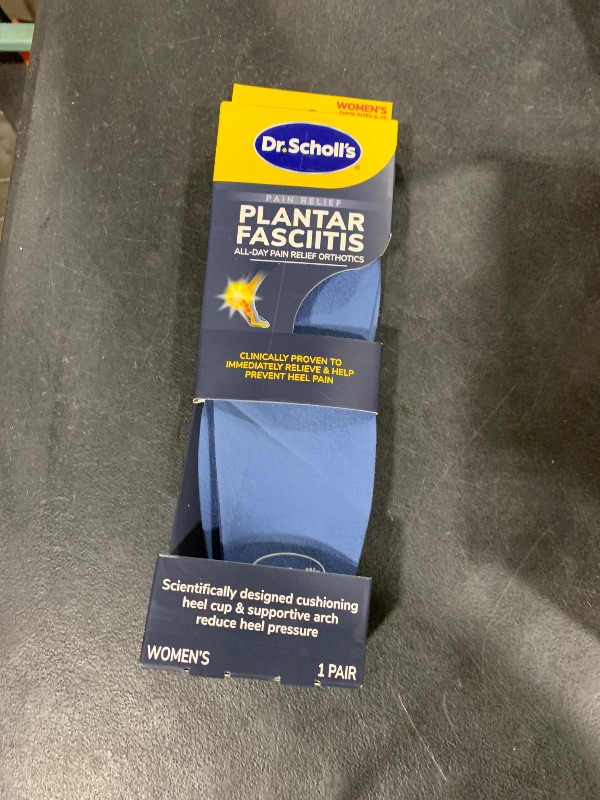 WOMEN'S
Dr.Scholl's
PAIN RELIEF
PLANTAR
FASCIITIS
ALL-DAY PAIN RELIEF ORTHOTICS
CLINICALLY PROVEN TO
IMMEDIATELY RELIEVE & HELP
PREVENT HEEL PAIN
Scientifically designed cushioning
heel cup & supportive arch
reduce heel pressure
WOMEN'S
1 PAIR